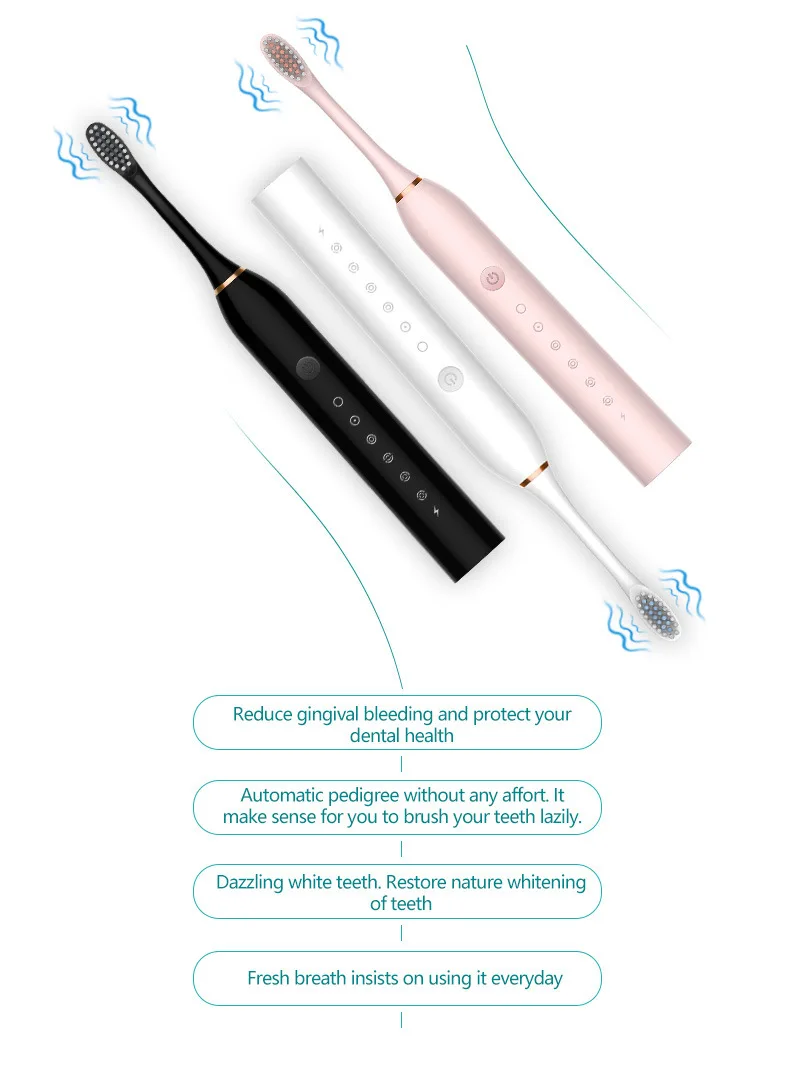 Reduce gingival bleeding and protect your
dental health
Automatic pedigree without any affort. It
make sense for you to brush your teeth lazily.
Dazzling white teeth. Restore nature whitening
of teeth
Fresh breath insists on using it everyday